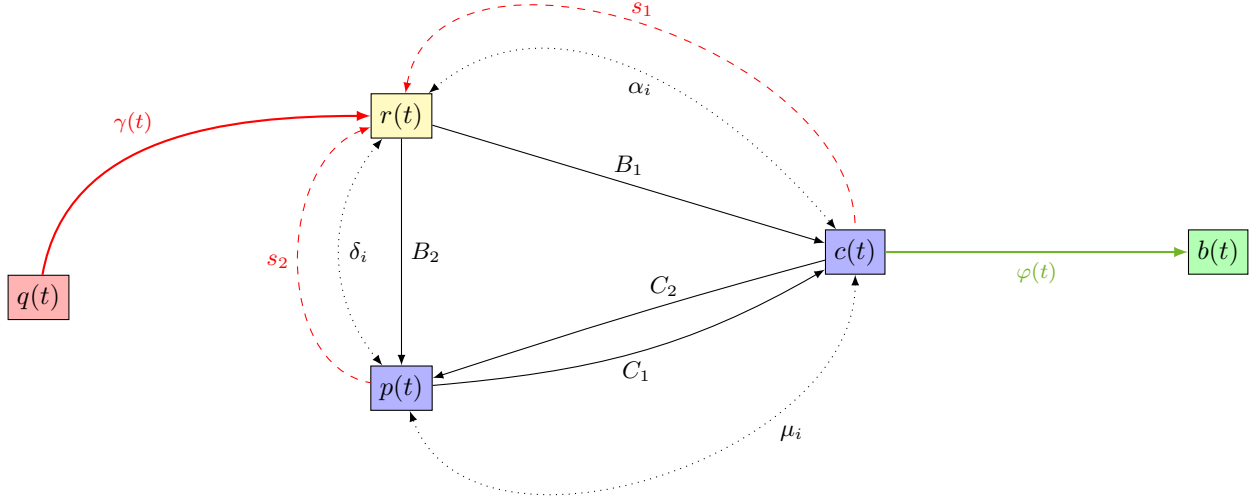 s₁
αᵢ
γ(t)
r(t)
B₁
s₂
δᵢ
B₂
c(t)
b(t)
φ(t)
q(t)
C₂
C₁
p(t)
μᵢ